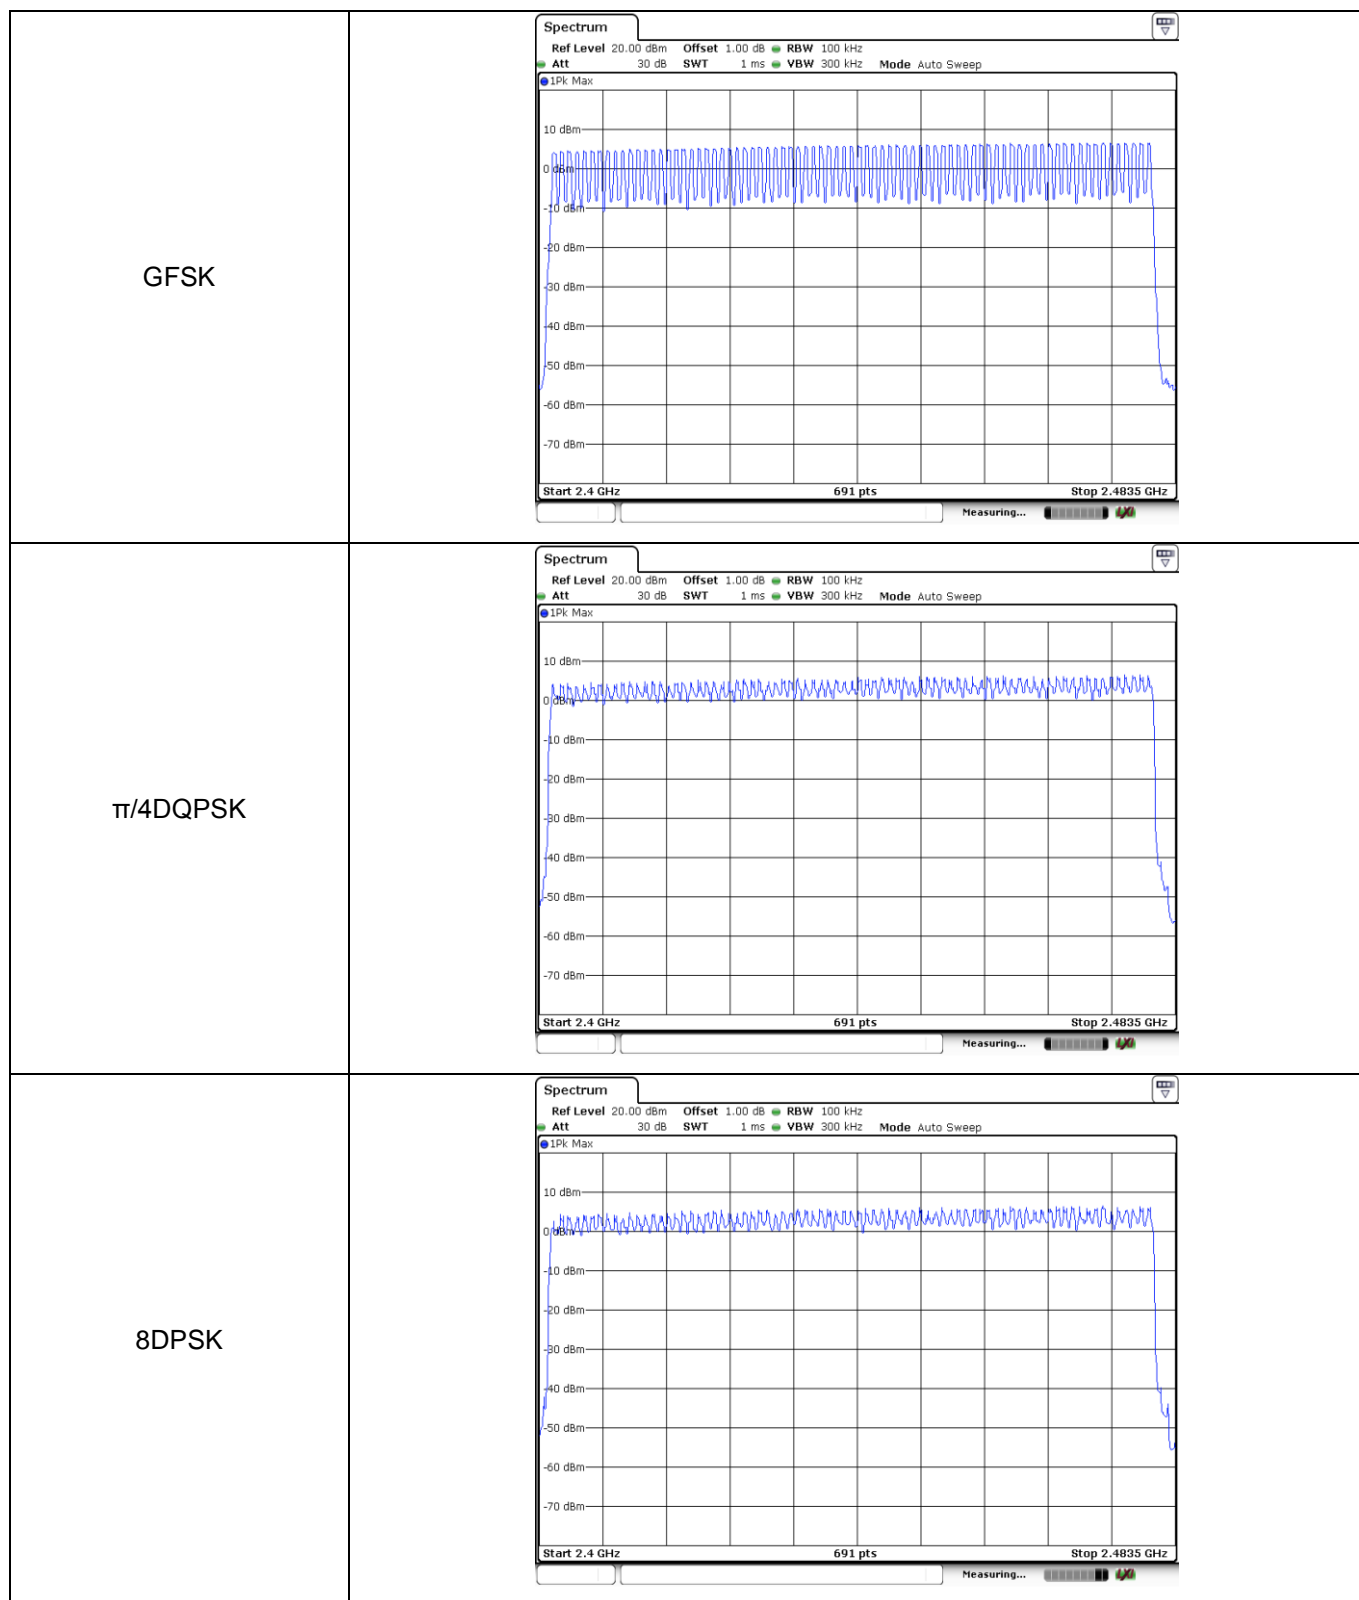 GFSK
Spectrum
Ref Level 20.00 dBm Offset 1.00 dB RBW 100 kHz
Att 30 dB SWT 1 ms VBW 300 kHz Mode Auto Sweep
1Pk Max
10 dBm
0 dBm
-10 dBm
-20 dBm
-30 dBm
-40 dBm
-50 dBm
-60 dBm
-70 dBm
Start 2.4 GHz 691 pts Stop 2.4835 GHz
Measuring...
π/4DQPSK
Spectrum
Ref Level 20.00 dBm Offset 1.00 dB RBW 100 kHz
Att 30 dB SWT 1 ms VBW 300 kHz Mode Auto Sweep
1Pk Max
10 dBm
0 dBm
-10 dBm
-20 dBm
-30 dBm
-40 dBm
-50 dBm
-60 dBm
-70 dBm
Start 2.4 GHz 691 pts Stop 2.4835 GHz
Measuring...
8DPSK
Spectrum
Ref Level 20.00 dBm Offset 1.00 dB RBW 100 kHz
Att 30 dB SWT 1 ms VBW 300 kHz Mode Auto Sweep
1Pk Max
10 dBm
0 dBm
-10 dBm
-20 dBm
-30 dBm
-40 dBm
-50 dBm
-60 dBm
-70 dBm
Start 2.4 GHz 691 pts Stop 2.4835 GHz
Measuring...